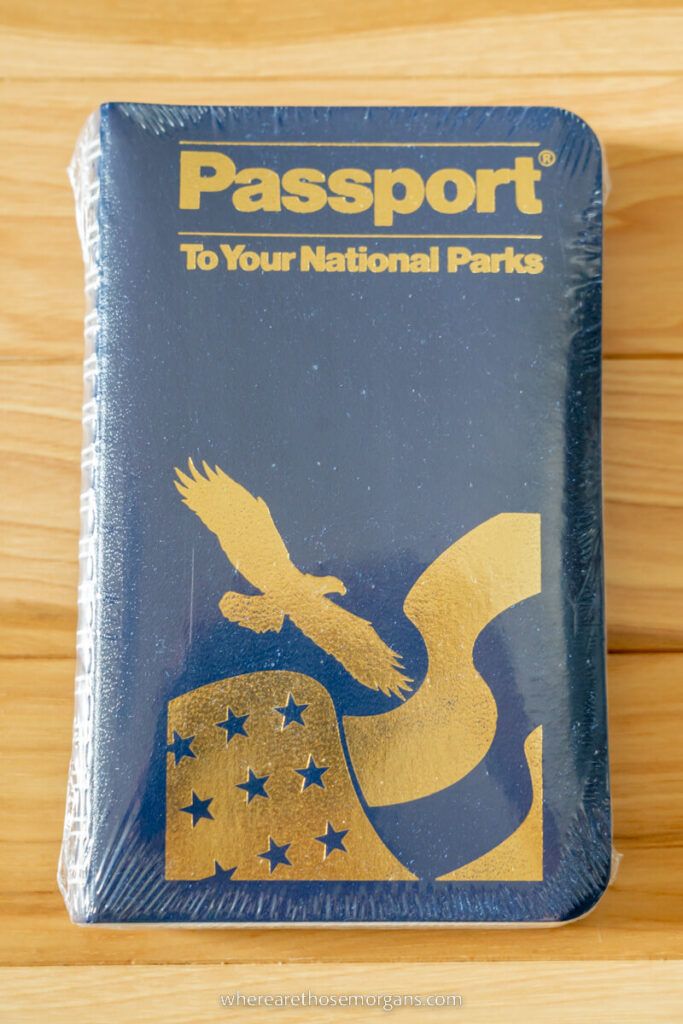 Passport®
To Your National Parks
wherearethosemorgans.com